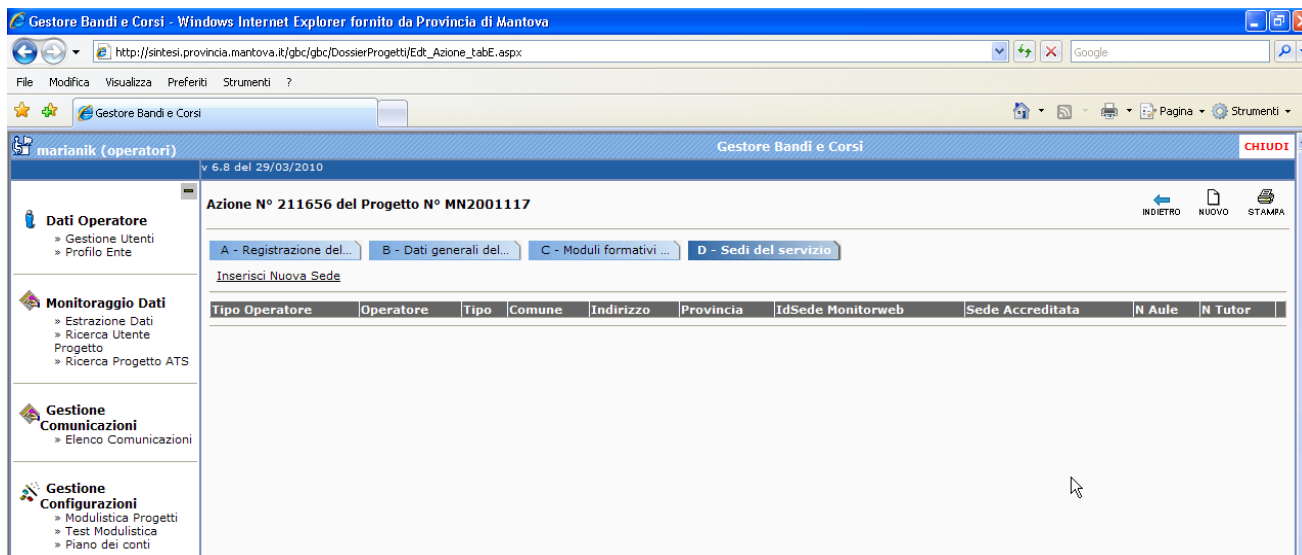 Gestore Bandi e Corsi - Windows Internet Explorer fornito da Provincia di Mantova
http://sintesi.provincia.mantova.it/gbc/gbc/DossierProgetti/Edt_Azione_tabE.aspx
Google
File Modifica Visualizza Preferiti Strumenti ?
Gestore Bandi e Corsi
Pagina Strumenti
marianik (operatori)
Gestore Bandi e Corsi
CHIUDI
v 6.8 del 29/03/2010
Azione N° 211656 del Progetto N° MN2001117
INDIETRO NUOVO STAMPA
A - Registrazione del... B - Dati generali del... C - Moduli formativi ... D - Sedi del servizio
Inserisci Nuova Sede
Tipo Operatore Operatore Tipo Comune Indirizzo Provincia IdSede Monitorweb Sede Accreditata N Aule N Tutor
Dati Operatore
» Gestione Utenti
» Profilo Ente
Monitoraggio Dati
» Estrazione Dati
» Ricerca Utente
Progetto
» Ricerca Progetto ATS
Gestione
Comunicazioni
» Elenco Comunicazioni
Gestione
Configurazioni
» Modulistica Progetti
» Test Modulistica
» Piano dei conti